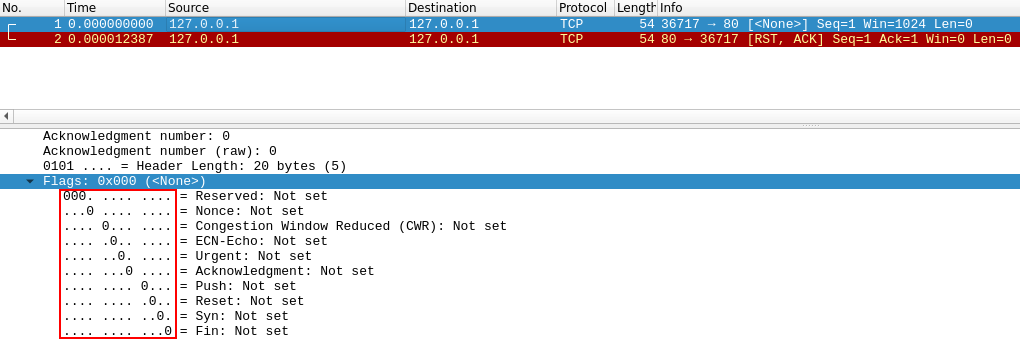 No. Time Source Destination Protocol Length Info
1 0.000000000 127.0.0.1 127.0.0.1 TCP 54 36717 → 80 [<None>] Seq=1 Win=1024 Len=0
2 0.000012387 127.0.0.1 127.0.0.1 TCP 54 80 → 36717 [RST, ACK] Seq=1 Ack=1 Win=0 Len=0
Acknowledgment number: 0
Acknowledgment number (raw): 0
0101 .... = Header Length: 20 bytes (5)
Flags: 0x000 (<None>)
000. .... .... = Reserved: Not set
...0 .... .... = Nonce: Not set
.... 0... .... = Congestion Window Reduced (CWR): Not set
.... .0.. .... = ECN-Echo: Not set
.... ..0. .... = Urgent: Not set
.... ...0 .... = Acknowledgment: Not set
.... .... 0... = Push: Not set
.... .... .0.. = Reset: Not set
.... .... ..0. = Syn: Not set
.... .... ...0 = Fin: Not set